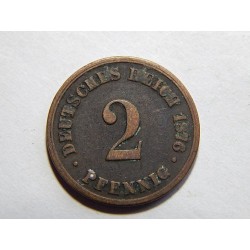 DEUTSCHES REICH 1876
2
• PFENNIG •